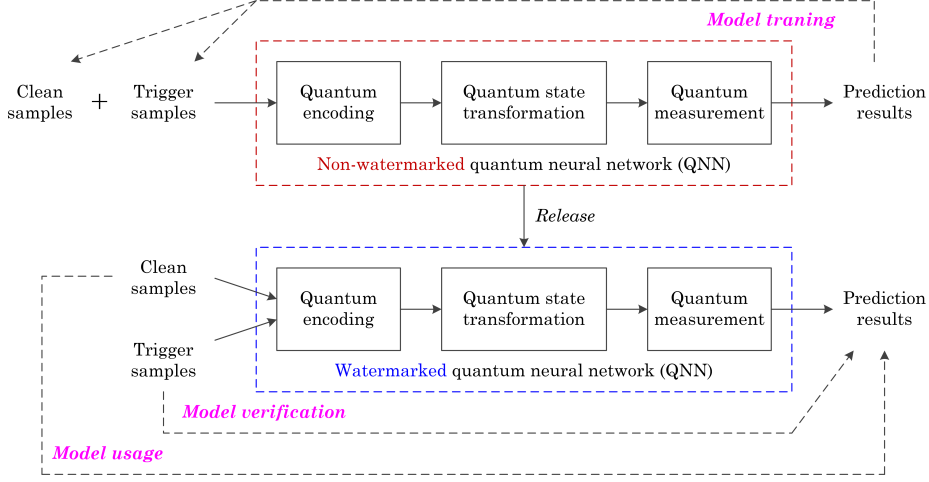 Model traning
Clean
samples
+
Trigger
samples
Quantum
encoding
Quantum state
transformation
Quantum
measurement
Prediction
results
Non-watermarked quantum neural network (QNN)
Release
Clean
samples
Trigger
samples
Quantum
encoding
Quantum state
transformation
Quantum
measurement
Prediction
results
Watermarked quantum neural network (QNN)
Model verification
Model usage